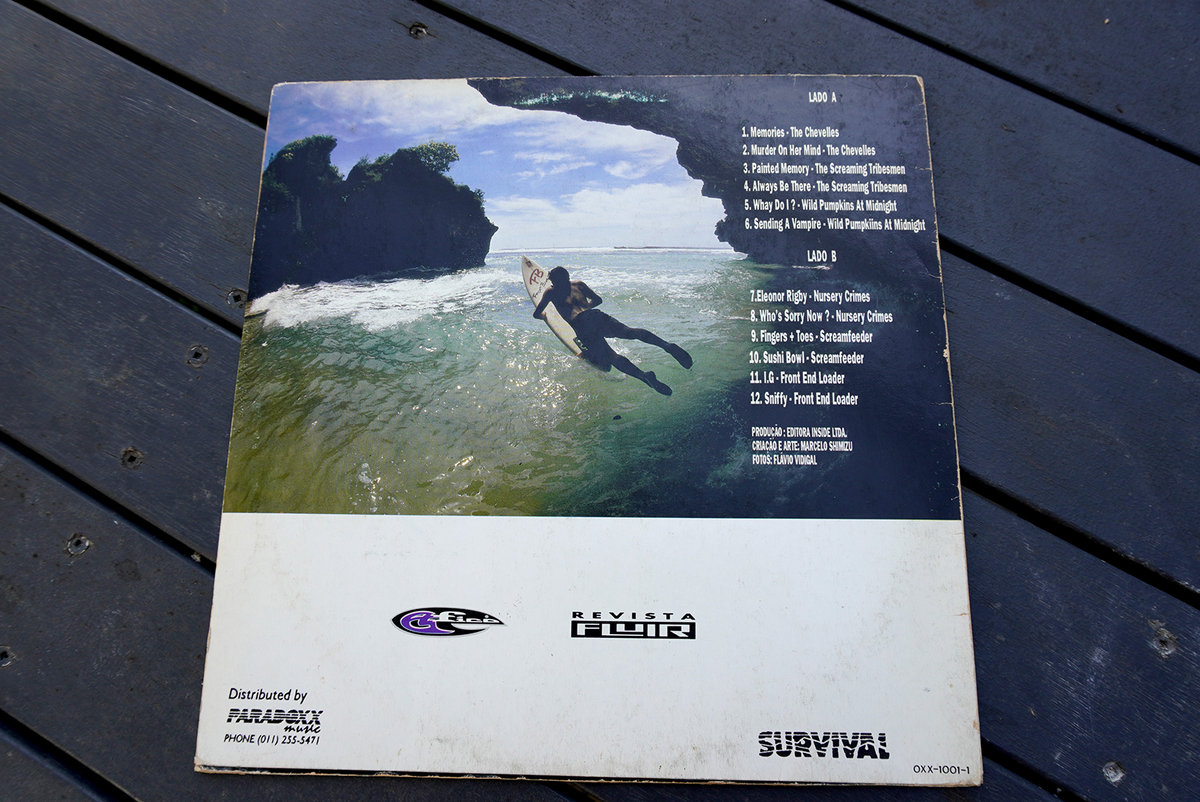 LADO A
1. Memories - The Chevelles
2. Murder On Her Mind - The Chevelles
3. Painted Memory - The Screaming Tribesmen
4. Always Be There - The Screaming Tribesmen
5. Whay Do I ? - Wild Pumpkins At Midnight
6. Sending A Vampire - Wild Pumpkiins At Midnight
LADO B
7.Eleonor Rigby - Nursery Crimes
8. Who's Sorry Now ? - Nursery Crimes
9. Fingers + Toes - Screamfeeder
10. Sushi Bowl - Screamfeeder
11. I.G - Front End Loader
12. Sniffy - Front End Loader
PRODUÇÃO : EDITORA INSIDE LTDA.
CRIAÇÃO E ARTE: MARCELO SHIMIZU
FOTOS: FLÁVIO VIDIGAL
FB
REVISTA
FLUIR
Distributed by
PARADOXX
music
PHONE (011) 255-5471
SURVIVAL
OXX-1001-1